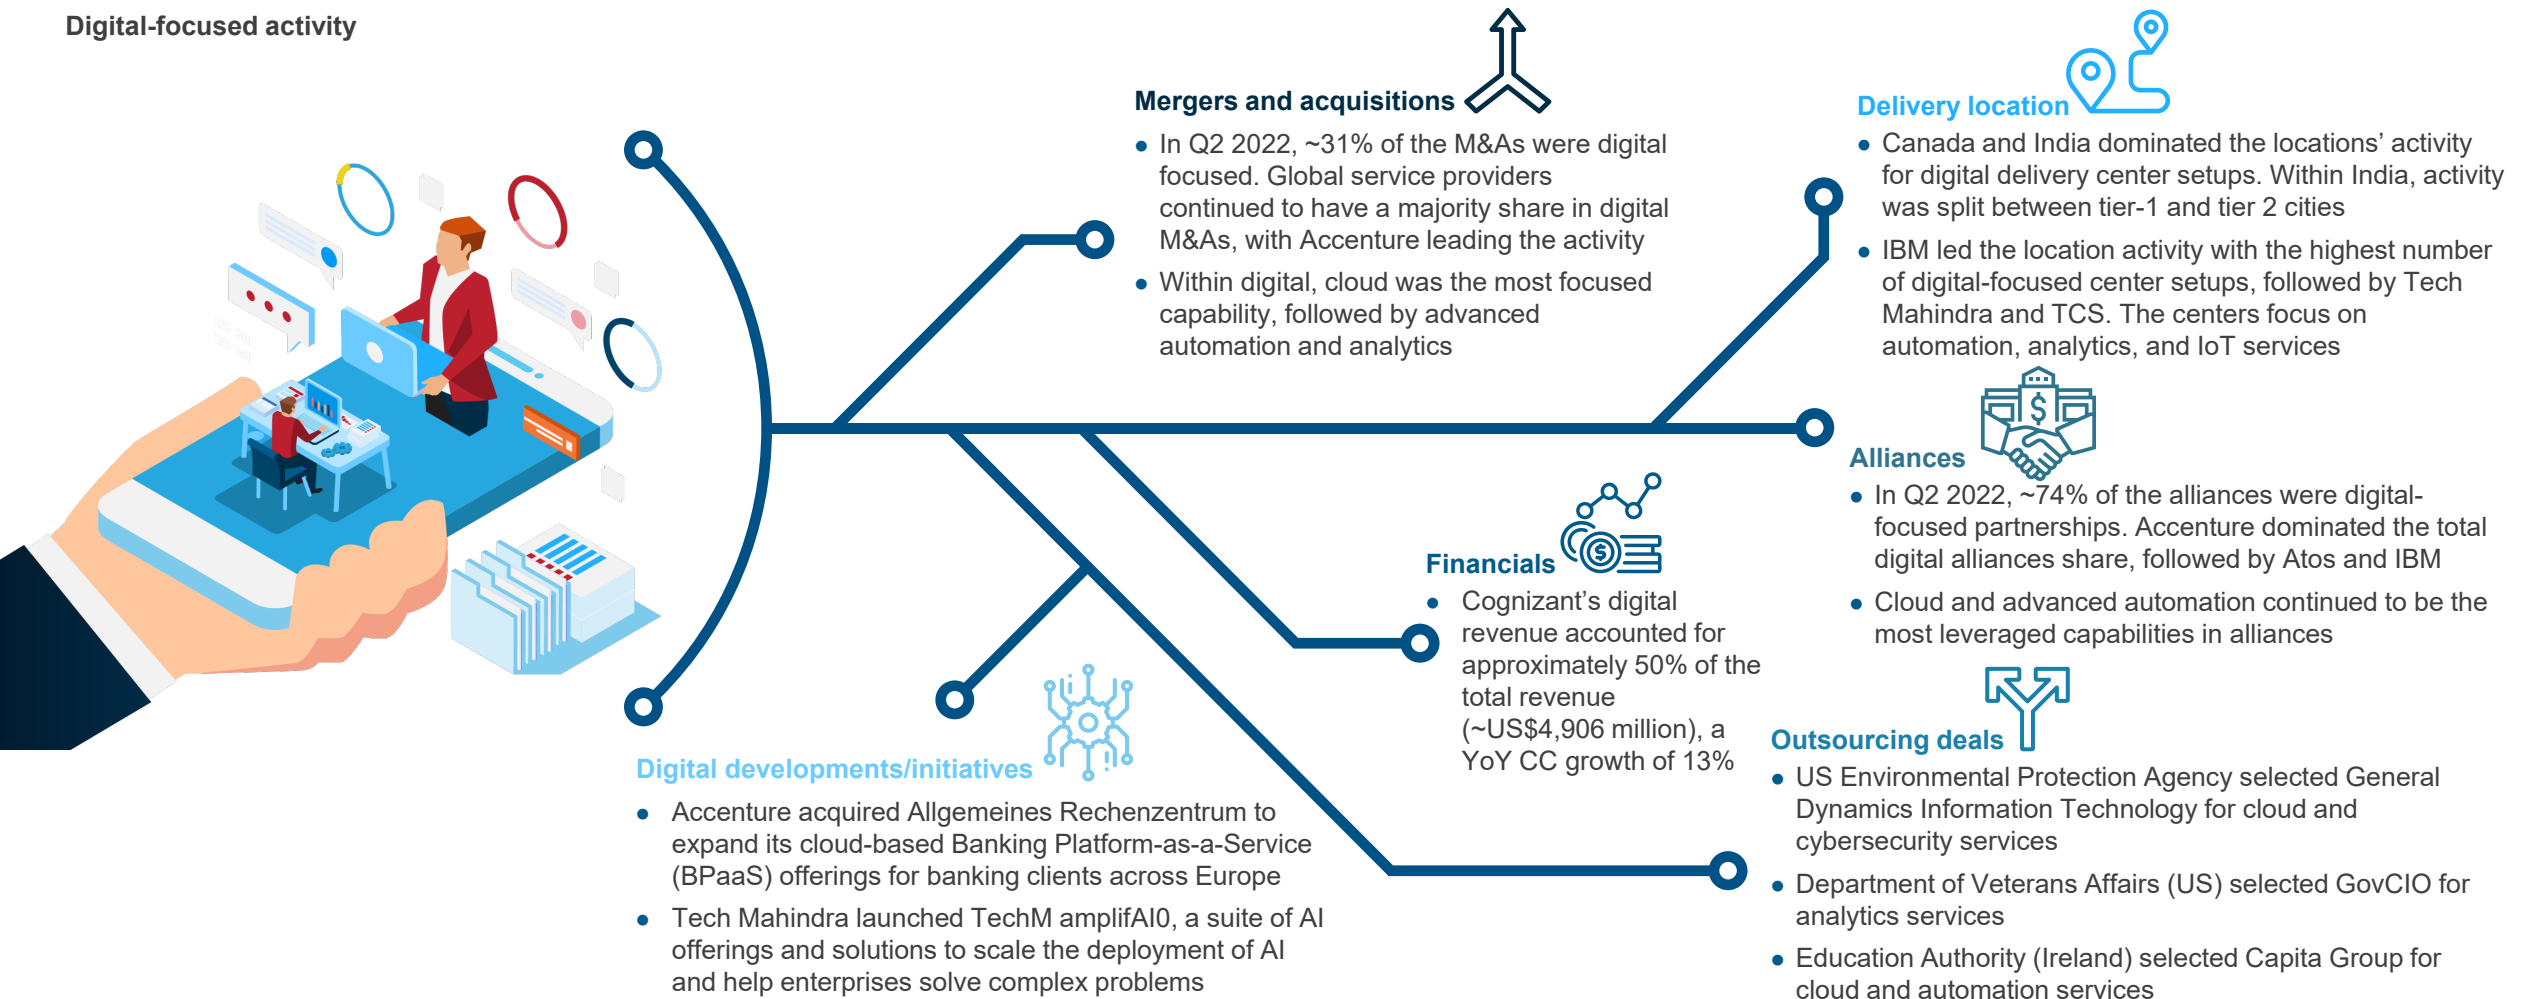 Digital-focused activity
Mergers and acquisitions
● In Q2 2022, ~31% of the M&As were digital
focused. Global service providers
continued to have a majority share in digital
M&As, with Accenture leading the activity
● Within digital, cloud was the most focused
capability, followed by advanced
automation and analytics
Delivery location
● Canada and India dominated the locations’ activity
for digital delivery center setups. Within India, activity
was split between tier-1 and tier 2 cities
● IBM led the location activity with the highest number
of digital-focused center setups, followed by Tech
Mahindra and TCS. The centers focus on
automation, analytics, and IoT services
Alliances
● In Q2 2022, ~74% of the alliances were digital-
focused partnerships. Accenture dominated the total
digital alliances share, followed by Atos and IBM
● Cloud and advanced automation continued to be the
most leveraged capabilities in alliances
Financials
● Cognizant’s digital
revenue accounted for
approximately 50% of the
total revenue
(~US$4,906 million), a
YoY CC growth of 13%
Digital developments/initiatives
● Accenture acquired Allgemeines Rechenzentrum to
expand its cloud-based Banking Platform-as-a-Service
(BPaaS) offerings for banking clients across Europe
● Tech Mahindra launched TechM amplifAI0, a suite of AI
offerings and solutions to scale the deployment of AI
and help enterprises solve complex problems
Outsourcing deals
● US Environmental Protection Agency selected General
Dynamics Information Technology for cloud and
cybersecurity services
● Department of Veterans Affairs (US) selected GovCIO for
analytics services
● Education Authority (Ireland) selected Capita Group for
cloud and automation services